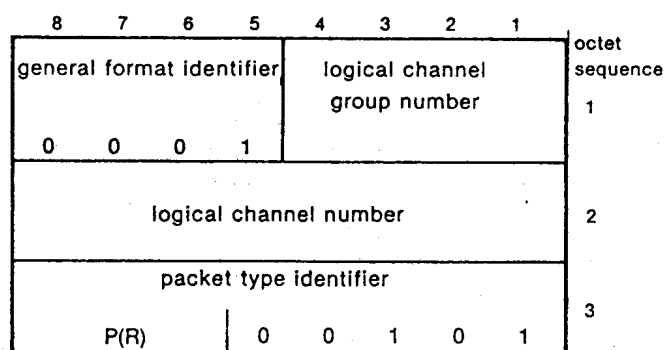 8 7 6 5 4 3 2 1
octet
sequence
general format identifier
logical channel
group number
1
0 0 0 1
logical channel number
2
packet type identifier
3
P(R) 0 0 1 0 1